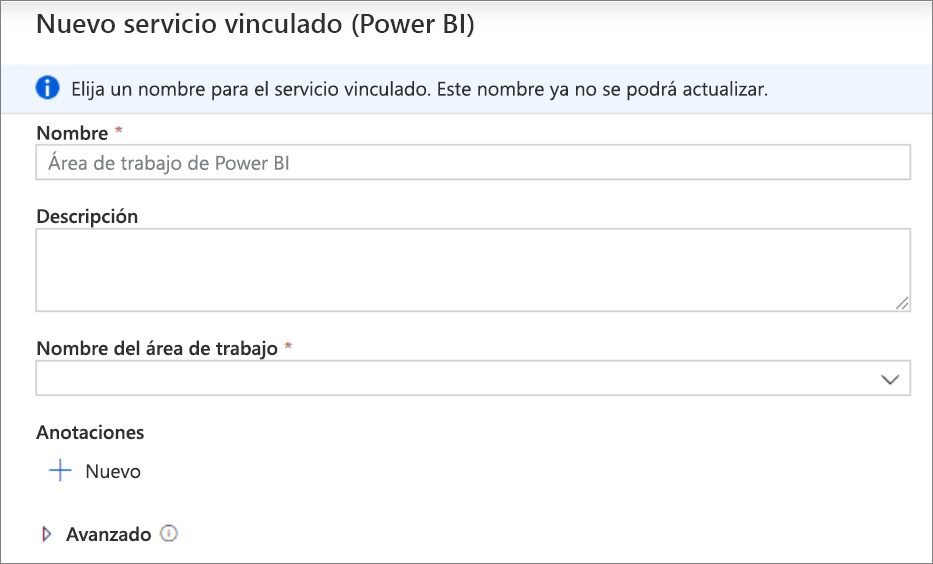 Nuevo servicio vinculado (Power BI)
Elija un nombre para el servicio vinculado. Este nombre ya no se podrá actualizar.
Nombre *
Área de trabajo de Power BI
Descripción
Nombre del área de trabajo *
Anotaciones
Nuevo
Avanzado